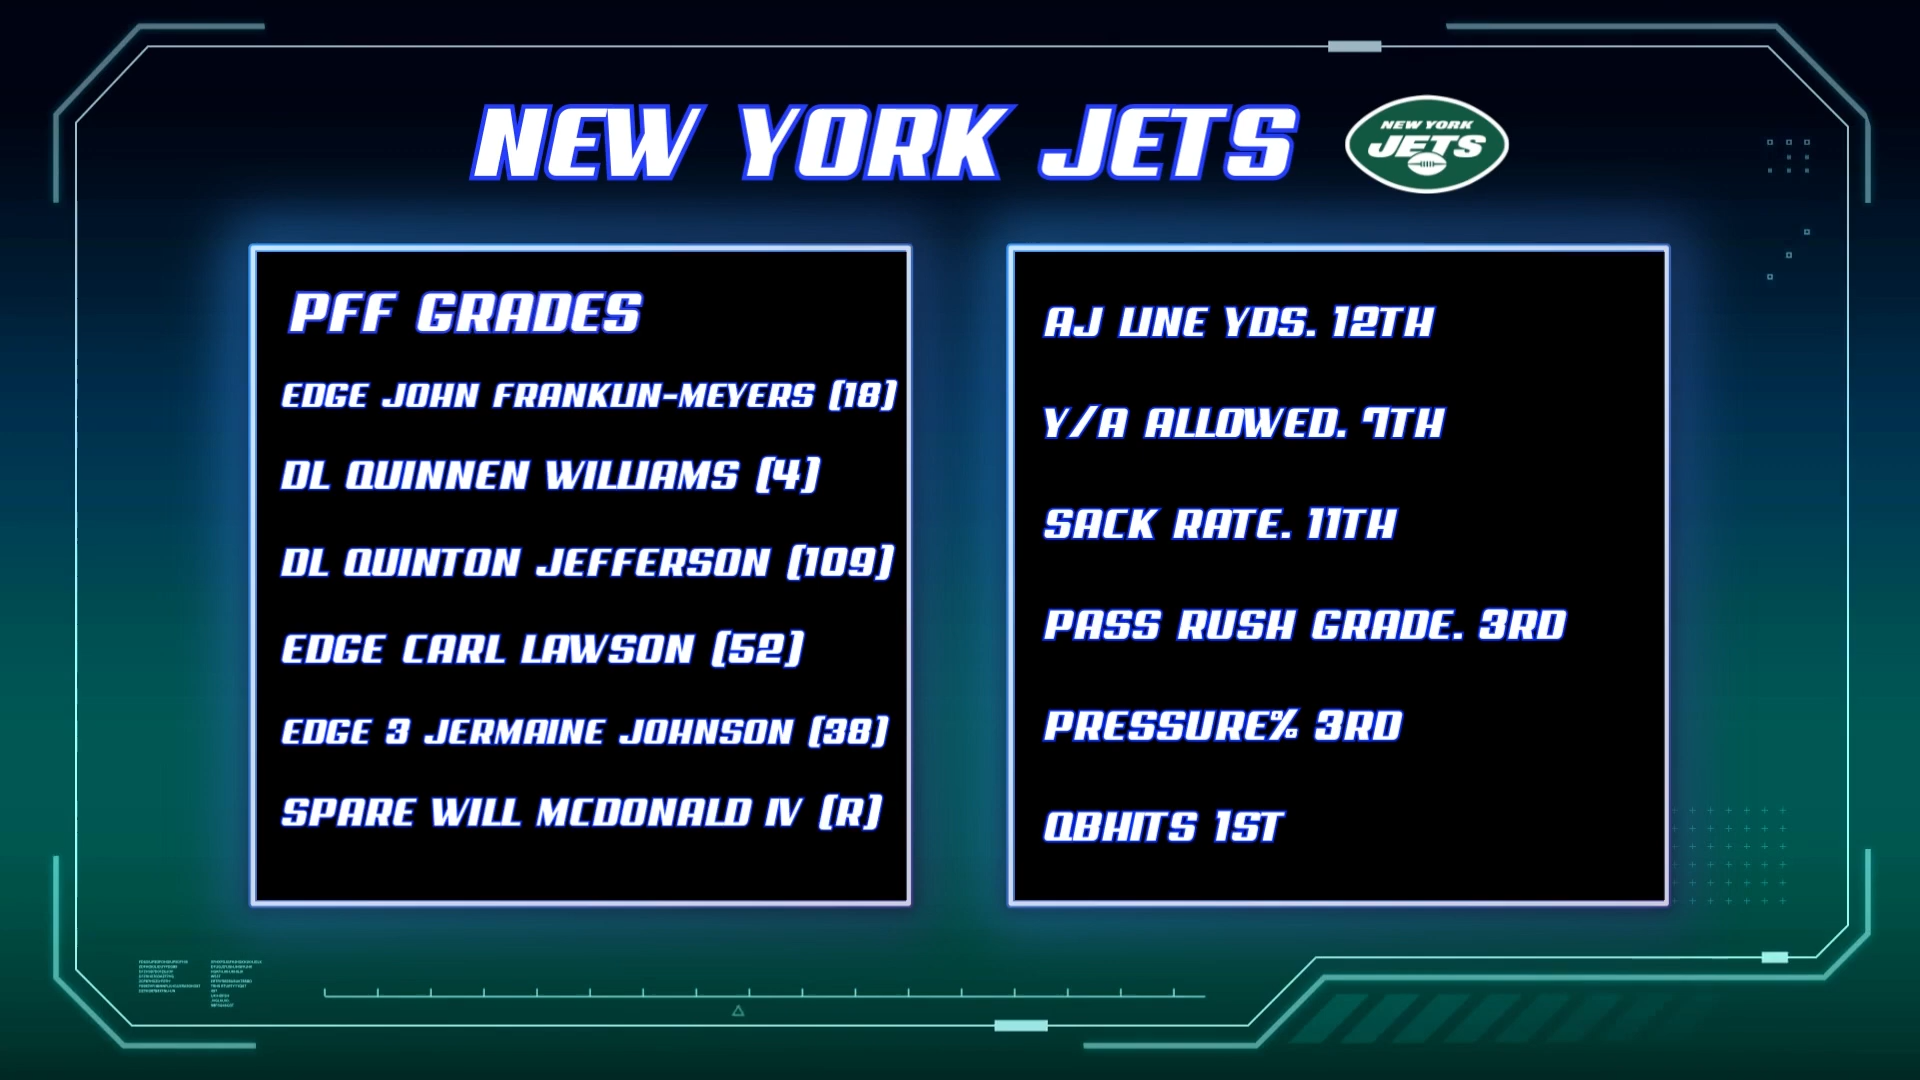 NEW YORK JETS
NEW YORK
JETS
PFF GRADES
EDGE JOHN FRANKLIN-MEYERS (18)
DL QUINNEN WILLIAMS (4)
DL QUINTON JEFFERSON (109)
EDGE CARL LAWSON (52)
EDGE 3 JERMAINE JOHNSON (38)
SPARE WILL MCDONALD IV (R)
AJ LINE YDS. 12TH
Y/A ALLOWED. 7TH
SACK RATE. 11TH
PASS RUSH GRADE. 3RD
PRESSURE% 3RD
QBHITS 1ST